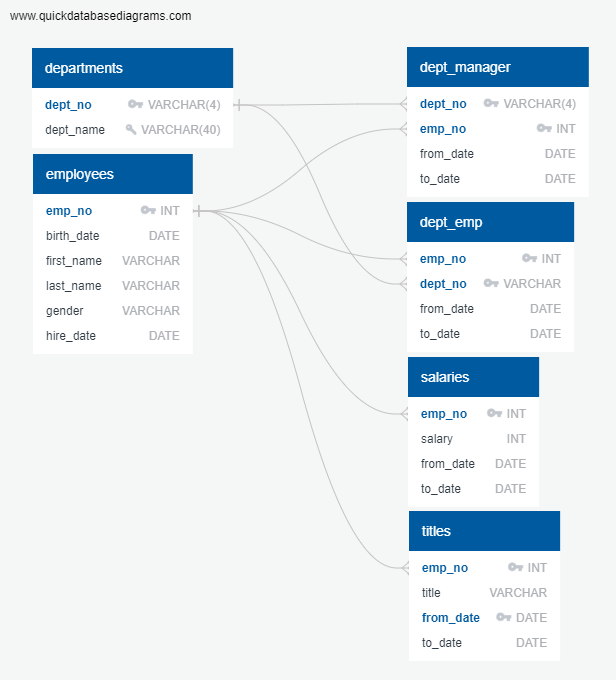 www.quickdatabasediagrams.com
departments
dept_no VARCHAR(4)
dept_name VARCHAR(40)
employees
emp_no INT
birth_date DATE
first_name VARCHAR
last_name VARCHAR
gender VARCHAR
hire_date DATE
dept_manager
dept_no VARCHAR(4)
emp_no INT
from_date DATE
to_date DATE
dept_emp
emp_no INT
dept_no VARCHAR
from_date DATE
to_date DATE
salaries
emp_no INT
salary INT
from_date DATE
to_date DATE
titles
emp_no INT
title VARCHAR
from_date DATE
to_date DATE